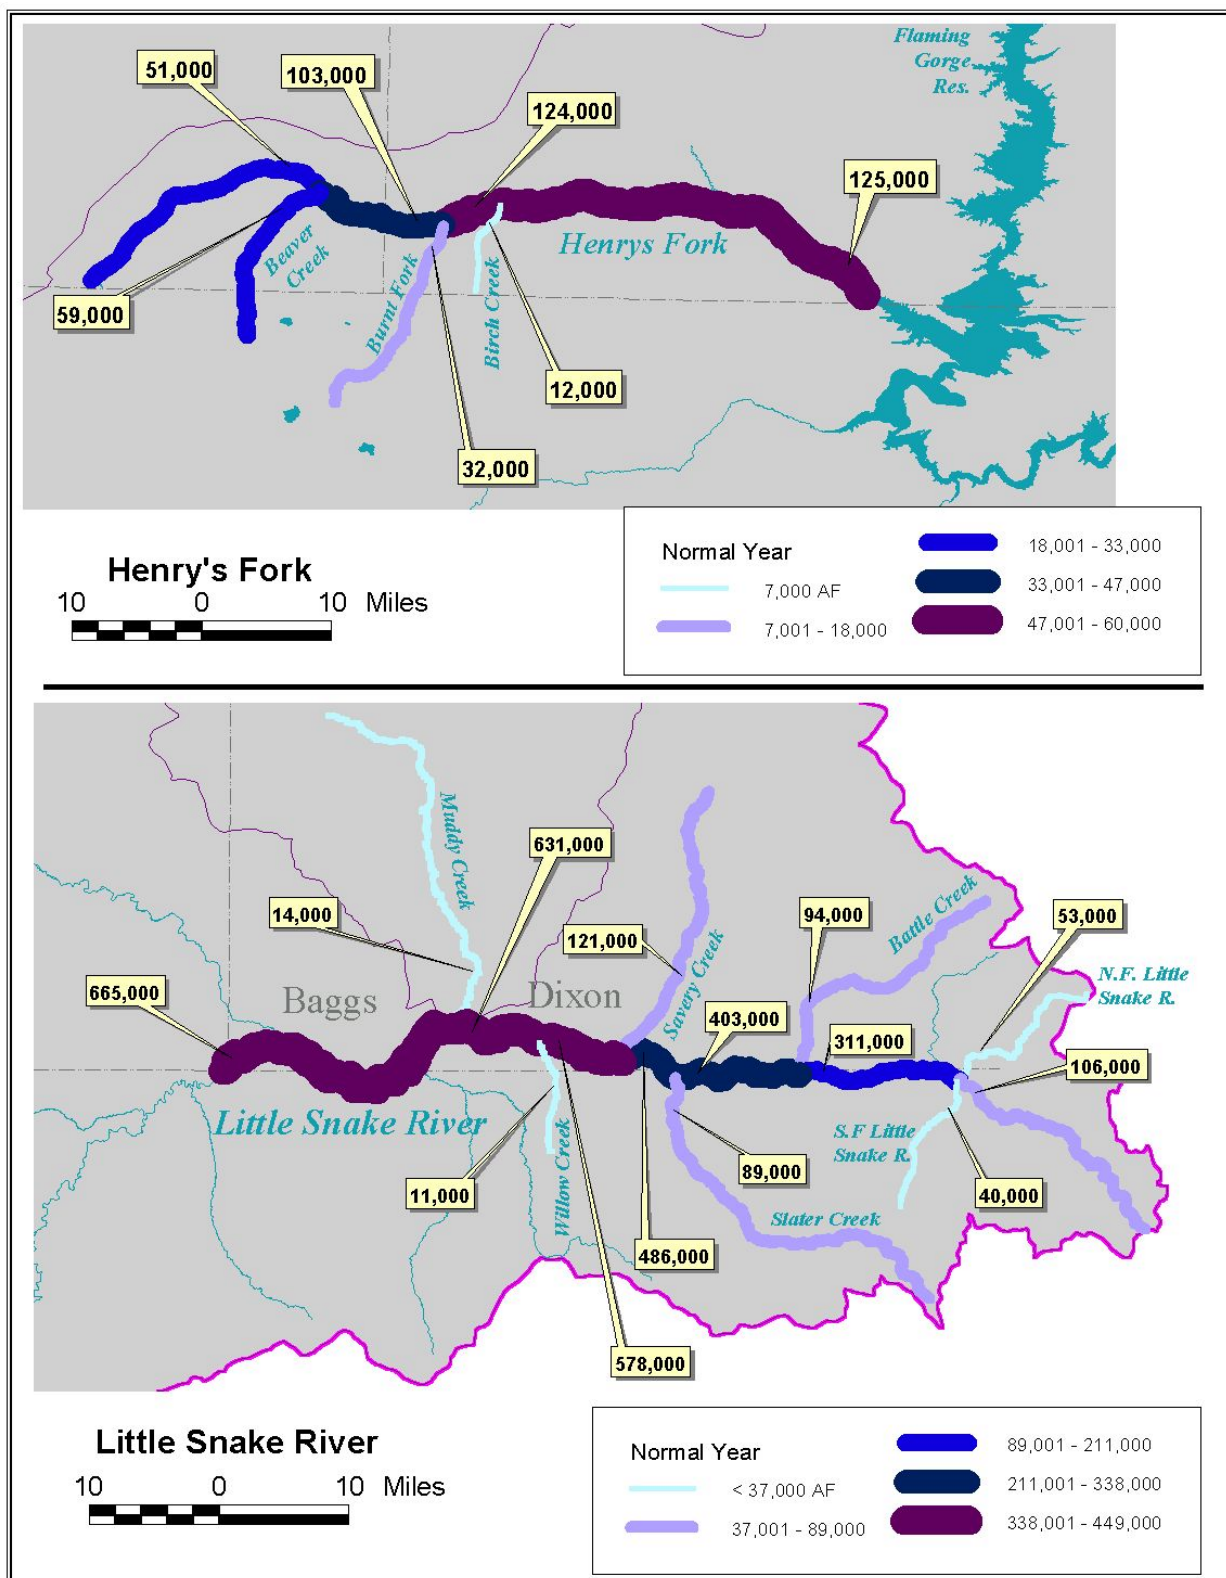 Flaming
Gorge
Res.
51,000
103,000
124,000
125,000
Henrys Fork
Beaver
Creek
Burnt Fork
Birch Creek
59,000
12,000
32,000
Henry's Fork
10 0 10 Miles
Normal Year
7,000 AF
7,001 - 18,000
18,001 - 33,000
33,001 - 47,000
47,001 - 60,000
Muddy Creek
631,000
14,000
121,000
94,000
Battle Creek
53,000
N.F. Little
Snake R.
665,000
Baggs
Dixon
Savery Creek
403,000
311,000
106,000
Little Snake River
S.F Little
Snake R.
11,000
Willow Creek
89,000
40,000
Slater Creek
486,000
578,000
Little Snake River
10 0 10 Miles
Normal Year
< 37,000 AF
37,001 - 89,000
89,001 - 211,000
211,001 - 338,000
338,001 - 449,000